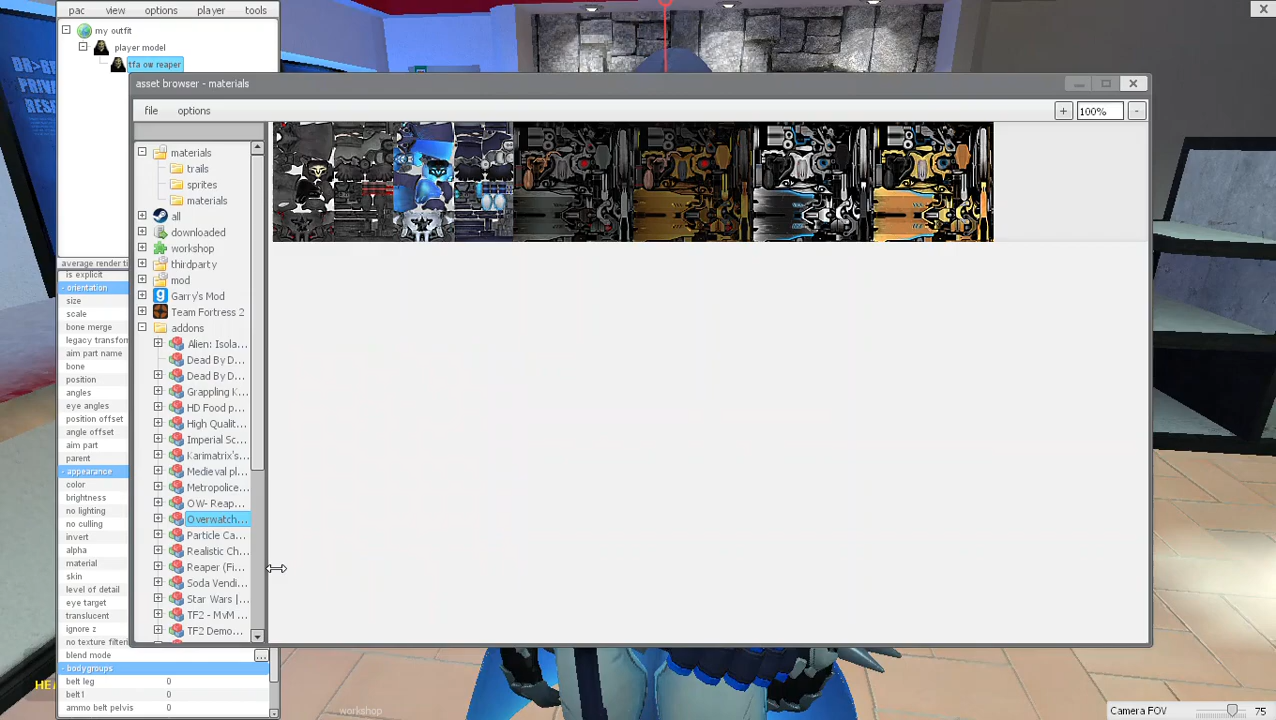 pac view options player tools
my outfit
player model
tfa ow reaper
asset browser - materials
file options
+ 100% -
materials
trails
sprites
materials
all
downloaded
workshop
thirdparty
mod
Garry's Mod
Team Fortress 2
addons
Alien: Isola...
Dead By D...
Dead By D...
Grappling K...
HD Food p...
High Qualit...
Imperial Sc...
Karimatrix's...
Medieval pl...
Metropolice...
OW- Reap...
Overwatch...
Particle Ca...
Realistic Ch...
Reaper (Fi...
Soda Vendi...
Star Wars |...
TF2 - MvM ...
TF2 Demo...
average render ti
is explicit
- orientation
size
scale
bone merge
legacy transfom
aim part name
bone
position
angles
eye angles
position offset
angle offset
aim part
parent
- appearance
color
brightness
no lighting
no culling
invert
alpha
material
skin
level of detail
eye target
translucent
ignore z
no texture filterin
blend mode ...
- bodygroups
belt leg 0
belt l 0
ammo belt pelvis 0
workshop
Camera FOV 75